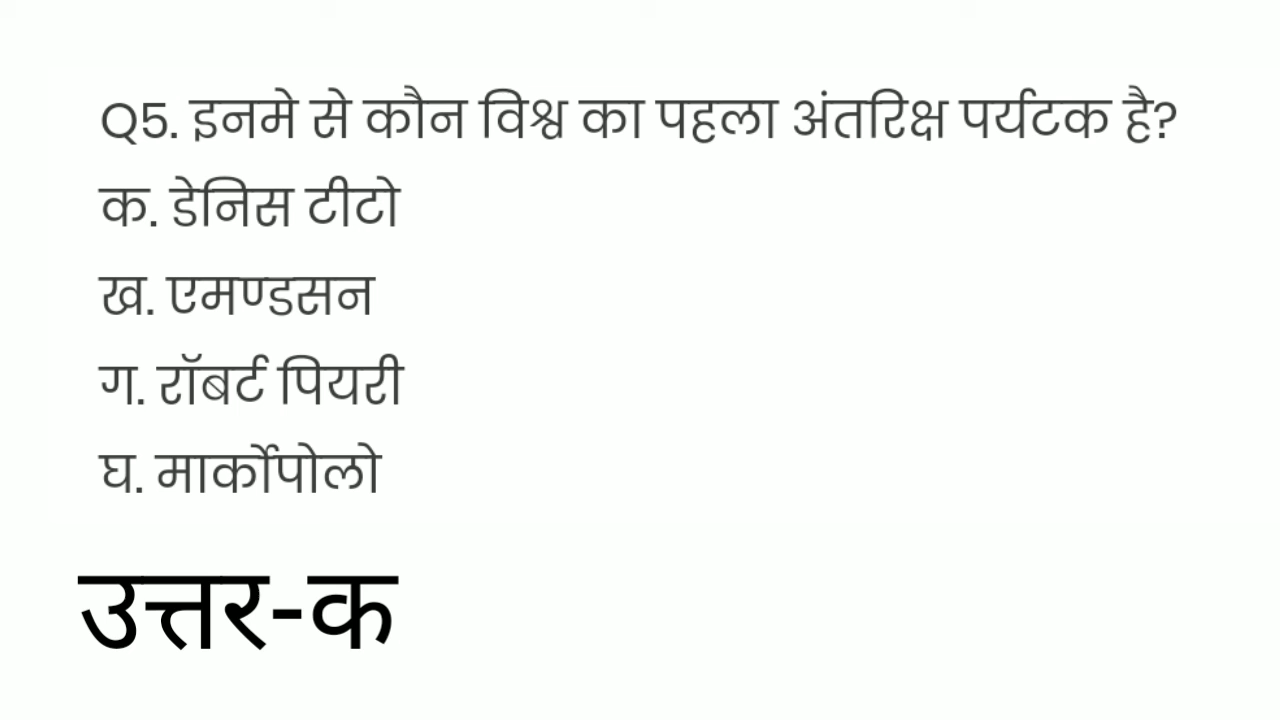 Q5. इनमे से कौन विश्व का पहला अंतरिक्ष पर्यटक है?
क. डेनिस टीटो
ख. एमण्डसन
ग. रॉबर्ट पियरी
घ. मार्कोपोलो
उत्तर-क